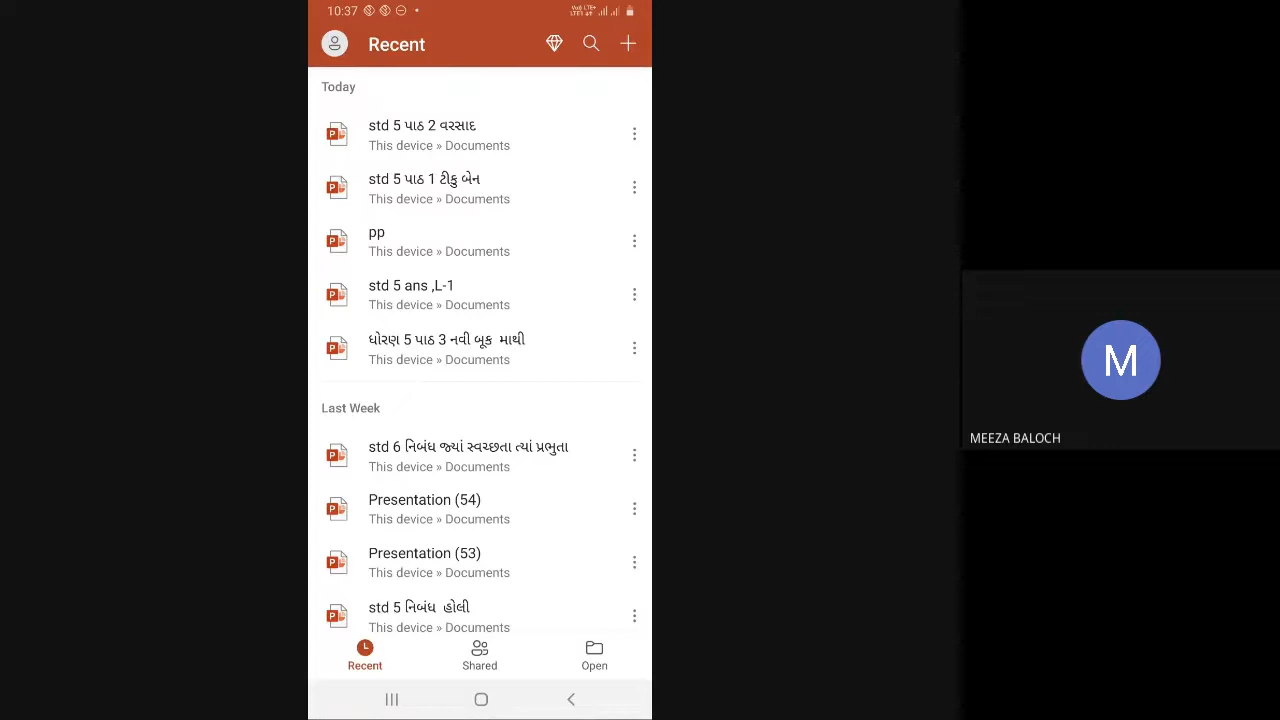 10:37
Recent
Today
std 5 પાઠ 2 વરસાદ
This device » Documents
std 5 પાઠ 1 ટીકુ બેન
This device » Documents
pp
This device » Documents
std 5 ans ,L-1
This device » Documents
ધોરણ 5 પાઠ 3 નવી બૂક માથી
This device » Documents
Last Week
std 6 નિબંધ જ્યાં સ્વચ્છતા ત્યાં પ્રભુતા
This device » Documents
Presentation (54)
This device » Documents
Presentation (53)
This device » Documents
std 5 નિબંધ હોલી
This device » Documents
Recent
Shared
Open
M
MEEZA BALOCH